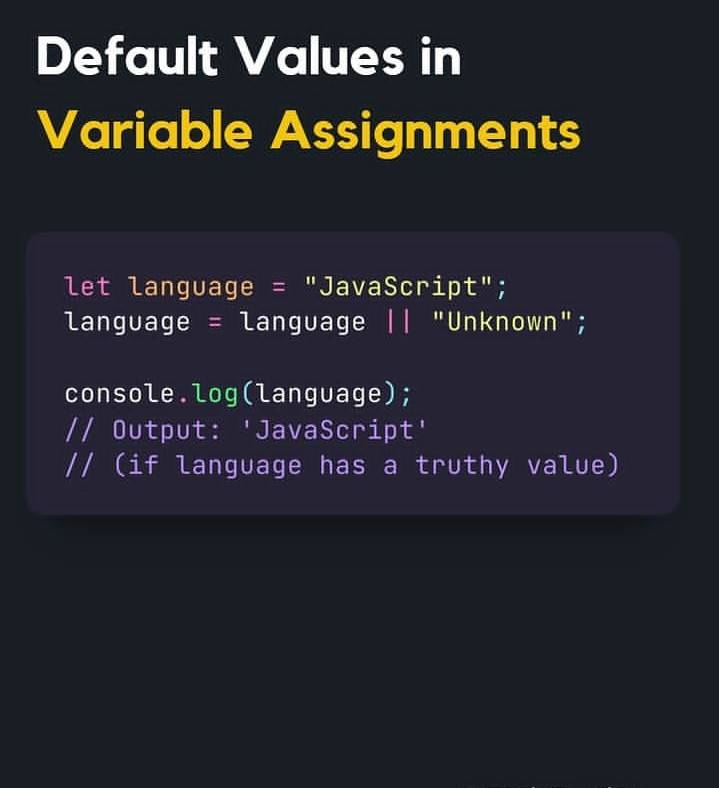 Default Values in
Variable Assignments
let language = "JavaScript";
language = language || "Unknown";
console.log(language);
// Output: 'JavaScript'
// (if language has a truthy value)